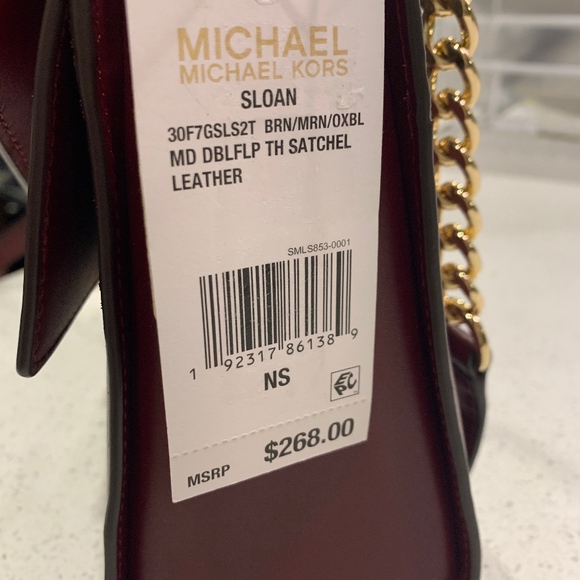 MICHAEL
MICHAEL KORS
SLOAN
30F7GSLS2T BRN/MRN/OXBL
MD DBLFLP TH SATCHEL
LEATHER
SMLS853-0001
1 92317 86138 9
NS
EPC
MSRP $268.00